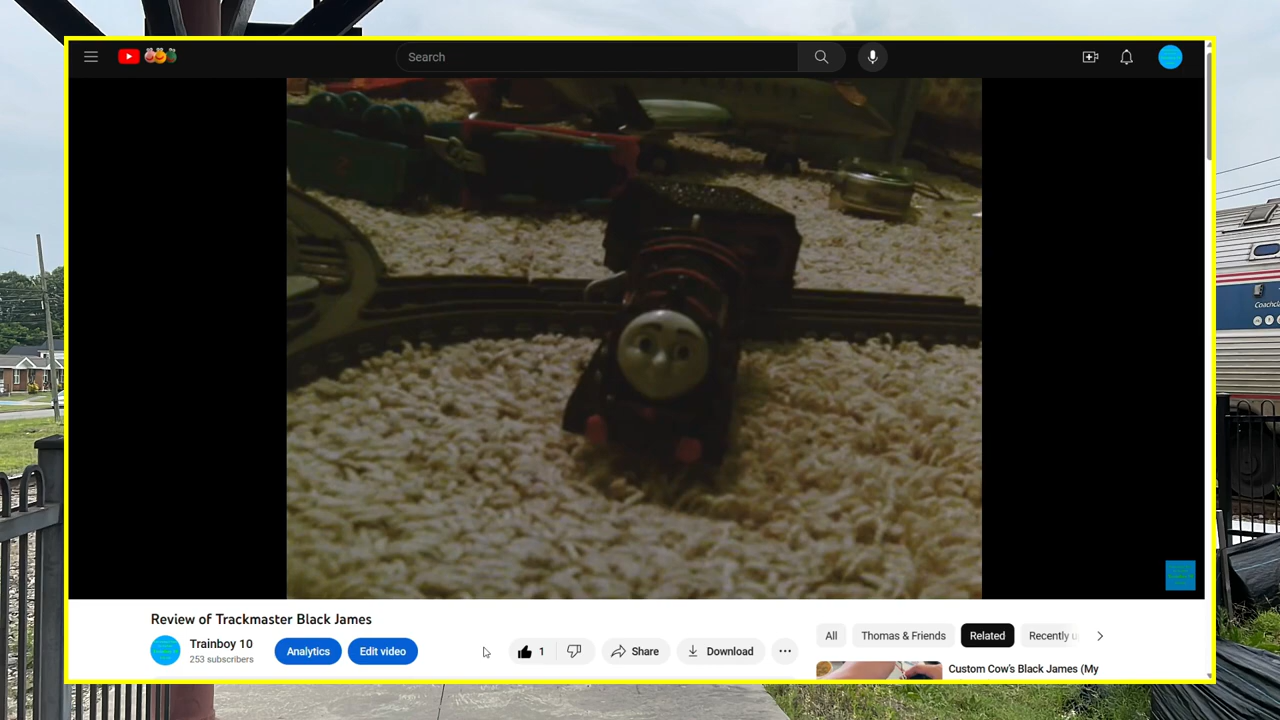 Search
Review of Trackmaster Black James
Trainboy 10
253 subscribers
Analytics
Edit video
1
Share
Download
All
Thomas & Friends
Related
Recently u
Custom Cow's Black James (My